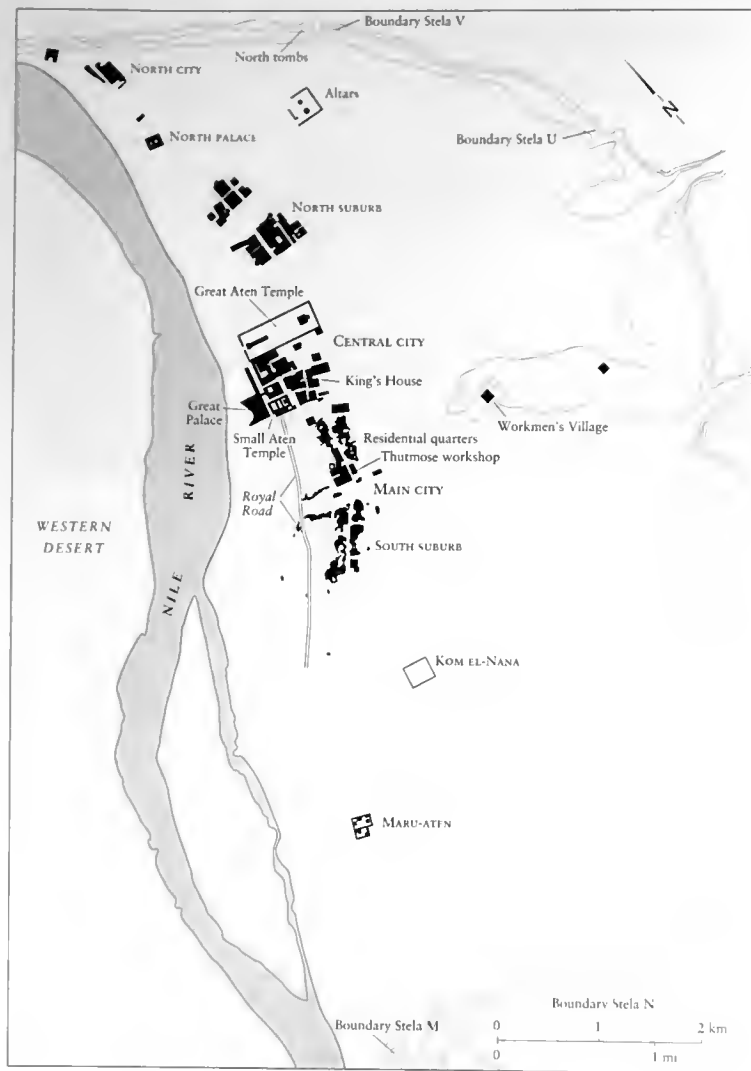 Boundary Stela V
North tombs
NORTH CITY
Altars
N
NORTH PALACE
Boundary Stela U
NORTH SUBURB
Great Aten Temple
CENTRAL CITY
King's House
Great
Palace
Workmen's Village
Small Aten
Temple
Residential quarters
Thutmose workshop
RIVER
Royal
Road
MAIN CITY
WESTERN
DESERT
SOUTH SUBURB
NILE
KOM EL-NANA
MARU-ATEN
Boundary Stela N
Boundary Stela M
0 1 2 km
0 1 mi